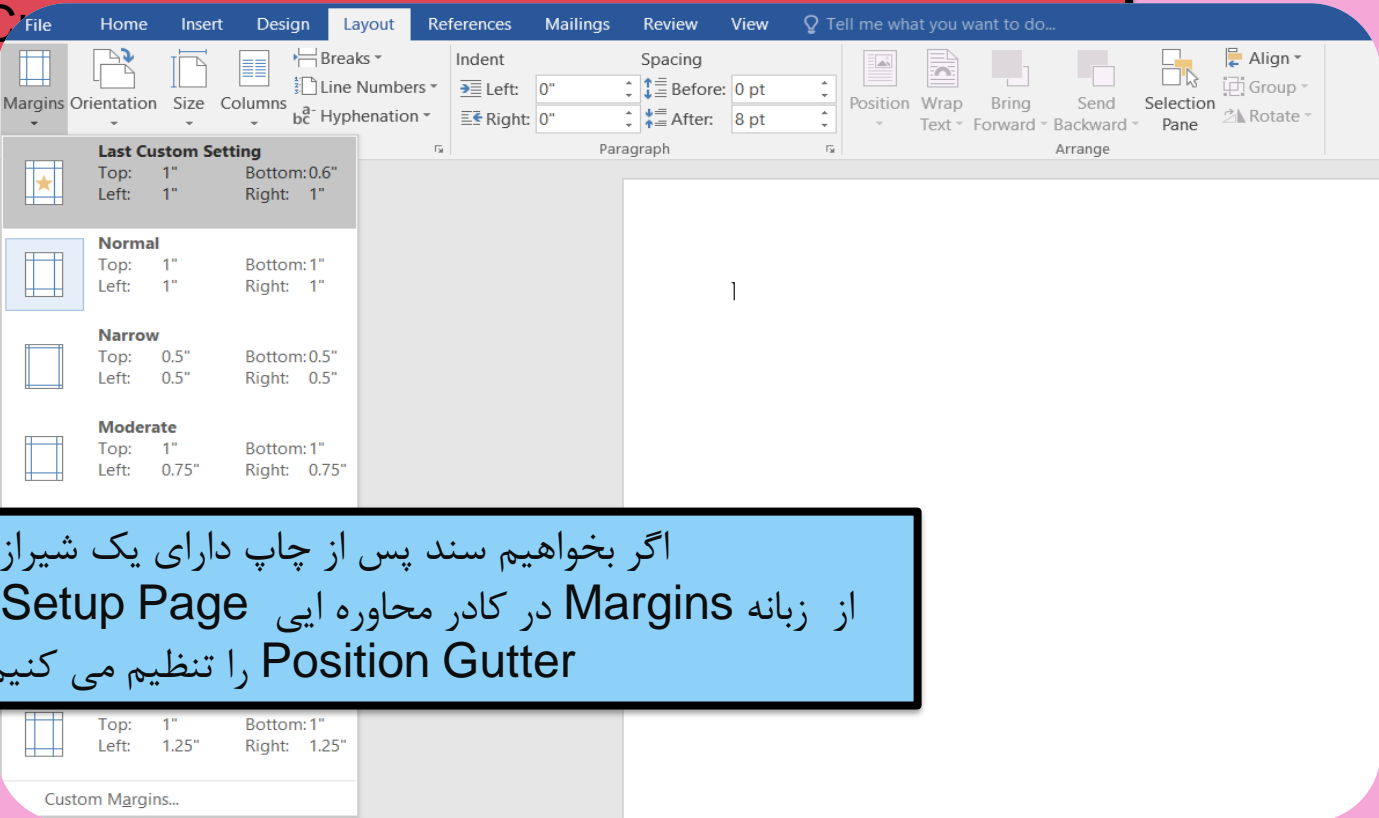 File Home Insert Design Layout References Mailings Review View Tell me what you want to do...
Margins Orientation Size Columns Breaks Line Numbers Hyphenation
Indent Spacing
Left: 0" Before: 0 pt
Right: 0" After: 8 pt
Paragraph
Position Wrap Text Bring Forward Send Backward Selection Pane Align Group Rotate
Arrange
Last Custom Setting
Top: 1" Bottom: 0.6"
Left: 1" Right: 1"
Normal
Top: 1" Bottom: 1"
Left: 1" Right: 1"
Narrow
Top: 0.5" Bottom: 0.5"
Left: 0.5" Right: 0.5"
Moderate
Top: 1" Bottom: 1"
Left: 0.75" Right: 0.75"
اگر بخواهیم سند پس از چاپ دارای یک شیراز
از زبانه Margins در کادر محاوره ایی Setup Page
Position Gutter را تنظیم می کنیم
Top: 1" Bottom: 1"
Left: 1.25" Right: 1.25"
Custom Margins...